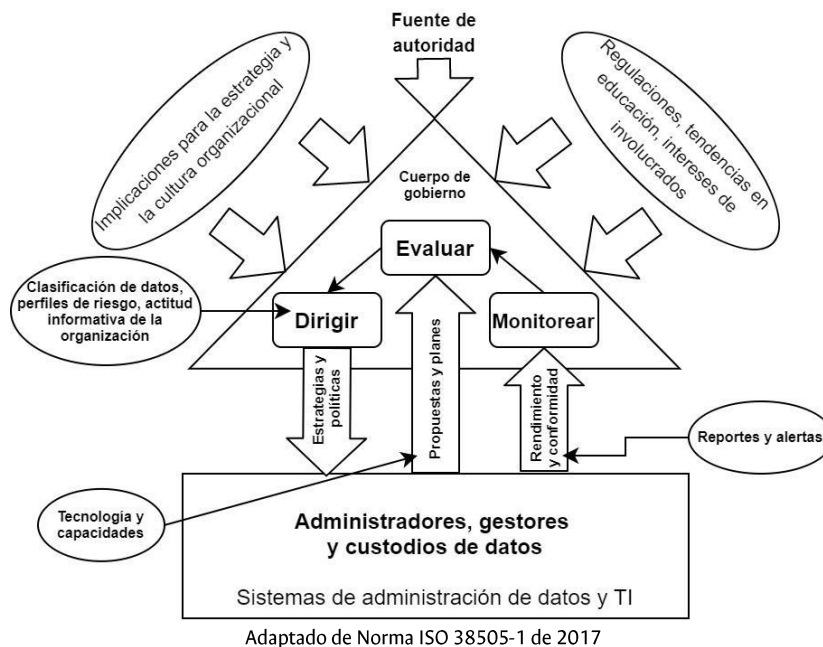 Fuente de
autoridad
Implicaciones para la estrategia y
la cultura organizacional
Regulaciones, tendencias en
educación, intereses de
involucrados
Cuerpo de
gobierno
Evaluar
Clasificación de datos,
perfiles de riesgo, actitud
informativa de la
organización
Dirigir
Monitorear
Estrategias y
políticas
Propuestas y planes
Rendimiento
y conformidad
Reportes y alertas
Tecnología y
capacidades
Administradores, gestores
y custodios de datos
Sistemas de administración de datos y TI
Adaptado de Norma ISO 38505-1 de 2017